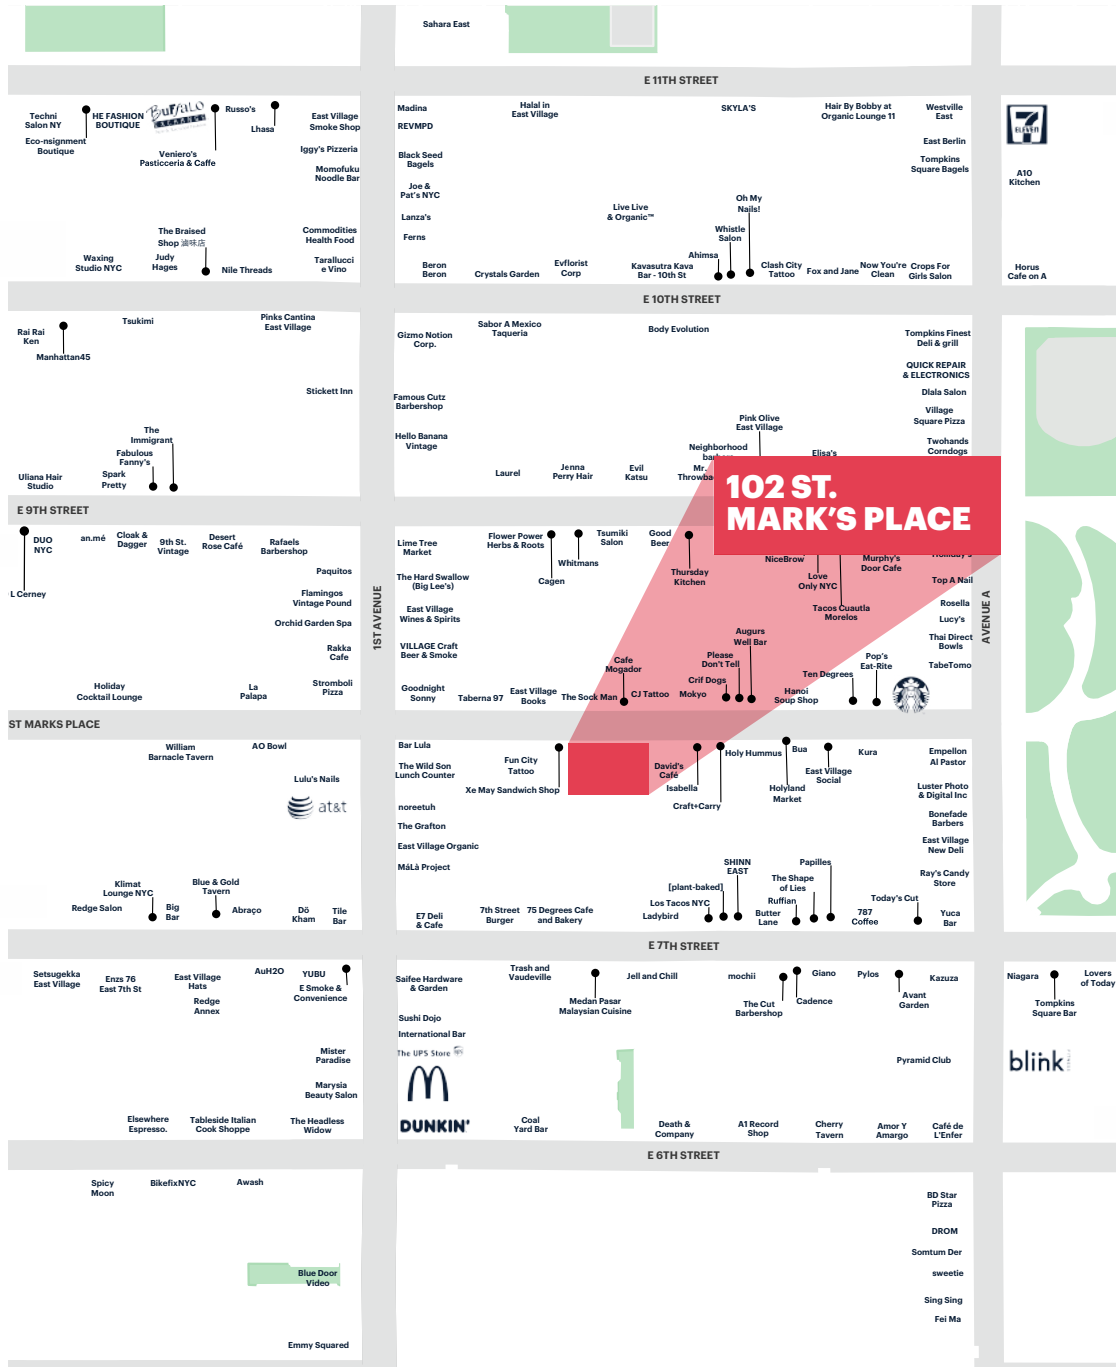 Sahara East
E 11TH STREET
Techni
Salon NY
HE FASHION
BOUTIQUE
BUFFALO
EXCHANGE
Russo's
Lhasa
East Village
Smoke Shop
Eco-nsignment
Boutique
Veniero's
Pasticceria & Caffe
Iggy's Pizzeria
Momofuku
Noodle Bar
The Braised
Shop 滷味店
Commodities
Health Food
Waxing
Studio NYC
Judy
Hages
Nile Threads
Tarallucci
e Vino
Madina
REVMPD
Halal in
East Village
SKYLA'S
Hair By Bobby at
Organic Lounge 11
Westville
East
Black Seed
Bagels
East Berlin
Tompkins
Square Bagels
Joe &
Pat's NYC
Lanza's
Ferns
Live Live
& Organic™
Oh My
Nails!
Whistle
Salon
Ahimsa
Beron
Beron
Crystals Garden
Evflorist
Corp
Kavasutra Kava
Bar - 10th St
Clash City
Tattoo
Fox and Jane
Now You're
Clean
Crops For
Girls Salon
7
ELEVEN
A10
Kitchen
Horus
Cafe on A
E 10TH STREET
Rai Rai
Ken
Manhattan45
Tsukimi
Pinks Cantina
East Village
Stickett Inn
The
Immigrant
Fabulous
Fanny's
Uliana Hair
Studio
Spark
Pretty
Gizmo Notion
Corp.
Sabor A Mexico
Taqueria
Body Evolution
Tompkins Finest
Deli & grill
QUICK REPAIR
& ELECTRONICS
Dlala Salon
Famous Cutz
Barbershop
Village
Square Pizza
Pink Olive
East Village
Hello Banana
Vintage
Neighborhood
Elisa's
Twohands
Corndogs
Laurel
Jenna
Perry Hair
Evil
Katsu
Mr.
102 ST.
MARK'S PLACE
E 9TH STREET
DUO
NYC
an.mé
Cloak &
Dagger
9th St.
Vintage
Desert
Rose Café
Rafaels
Barbershop
Paquitos
L Cerney
Flamingos
Vintage Pound
Orchid Garden Spa
Rakka
Cafe
Holiday
Cocktail Lounge
La
Palapa
Stromboli
Pizza
1ST AVENUE
Lime Tree
Market
Flower Power
Herbs & Roots
Whitmans
Tsumiki
Salon
Good
Beer
Cagen
Thursday
Kitchen
NiceBrow
Murphy's
Door Cafe
Holiday's
The Hard Swallow
(Big Lee's)
Love
Only NYC
Top A Nail
East Village
Wines & Spirits
Tacos Cuautla
Morelos
Rosella
Lucy's
VILLAGE Craft
Beer & Smoke
Augurs
Well Bar
Thai Direct
Bowls
Cafe
Mogador
Please
Don't Tell
Pop's
Eat-Rite
TabeTomo
Goodnight
Sonny
Taberna 97
East Village
Books
The Sock Man
CJ Tattoo
Crif Dogs
Mokyo
Hanoi
Soup Shop
Ten Degrees
AVENUE A
ST MARKS PLACE
William
Barnacle Tavern
AO Bowl
Lulu's Nails
at&t
Klimat
Lounge NYC
Blue & Gold
Tavern
Redge Salon
Big
Bar
Abraço
Dō
Kham
Tile
Bar
Bar Lula
The Wild Son
Lunch Counter
Fun City
Tattoo
Xe May Sandwich Shop
David's
Café
Isabella
Craft+Carry
Holy Hummus
Bua
East Village
Social
Holyland
Market
Kura
Empellon
Al Pastor
Luster Photo
& Digital Inc
noreetuh
The Grafton
East Village Organic
MáLà Project
Bonefade
Barbers
East Village
New Deli
Ray's Candy
Store
SHINN
EAST
Papilles
[plant-baked]
The Shape
of Lies
Los Tacos NYC
Ruffian
Today's Cut
E7 Deli
& Cafe
7th Street
Burger
75 Degrees Cafe
and Bakery
Ladybird
Butter
Lane
787
Coffee
Yuca
Bar
E 7TH STREET
Setsugekka
East Village
Enzs 76
East 7th St
East Village
Hats
Redge
Annex
AuH2O
YUBU
E Smoke &
Convenience
Mister
Paradise
Marysia
Beauty Salon
Elsewhere
Espresso.
Tableside Italian
Cook Shoppe
The Headless
Widow
Saifee Hardware
& Garden
Trash and
Vaudeville
Medan Pasar
Malaysian Cuisine
Jell and Chill
mochii
The Cut
Barbershop
Cadence
Giano
Pylos
Avant
Garden
Kazuza
Sushi Dojo
International Bar
The UPS Store
DUNKIN'
Coal
Yard Bar
Death &
Company
A1 Record
Shop
Cherry
Tavern
Amor Y
Amargo
Café de
L'Enfer
Pyramid Club
Niagara
Tompkins
Square Bar
Lovers
of Today
blink
FITNESS
E 6TH STREET
Spicy
Moon
BikefixNYC
Awash
Blue Door
Video
Emmy Squared
BD Star
Pizza
DROM
Somtum Der
sweetie
Sing Sing
Fei Ma